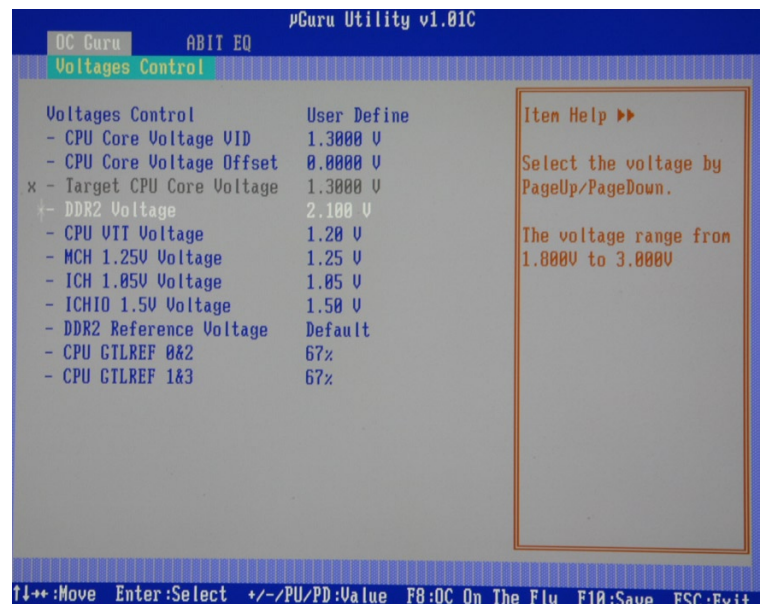 µGuru Utility v1.01C
OC Guru ABIT EQ
Voltages Control
Voltages Control User Define
- CPU Core Voltage VID 1.3000 V
- CPU Core Voltage Offset 0.0000 V
x - Target CPU Core Voltage 1.3000 V
- DDR2 Voltage 2.100 V
- CPU VTT Voltage 1.20 V
- MCH 1.25V Voltage 1.25 V
- ICH 1.05V Voltage 1.05 V
- ICHIO 1.5V Voltage 1.50 V
- DDR2 Reference Voltage Default
- CPU GTLREF 0&2 67%
- CPU GTLREF 1&3 67%
Item Help ▶▶
Select the voltage by
PageUp/PageDown.
The voltage range from
1.800V to 3.000V
↑↓→←:Move Enter:Select +/-/PU/PD:Value F8:OC On The Fly F10:Save ESC:Exit